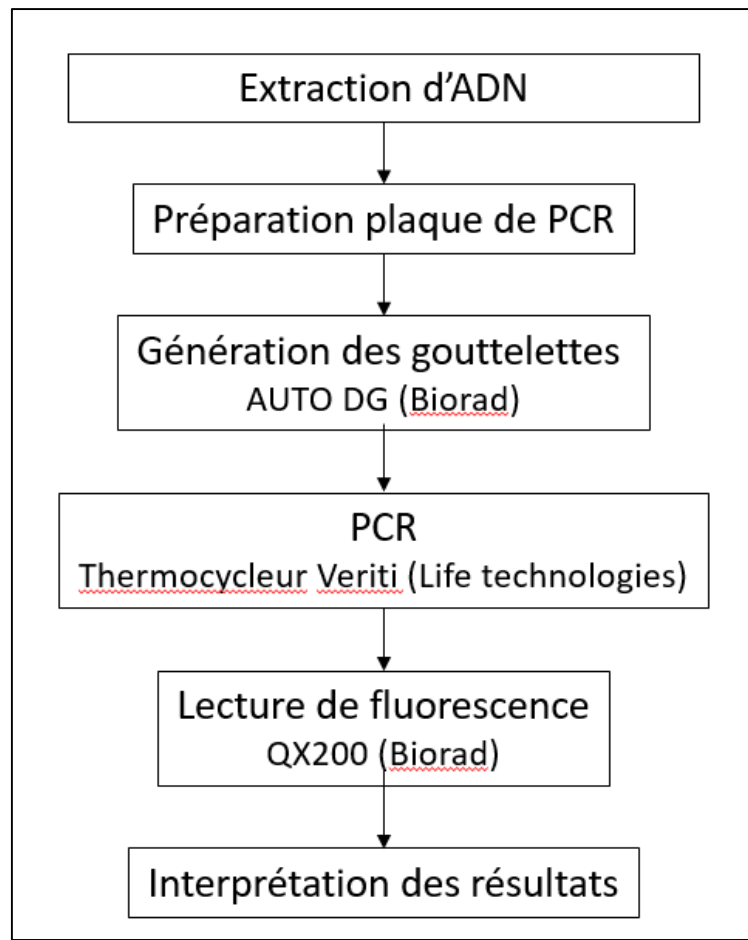 Extraction d'ADN
Préparation plaque de PCR
Génération des gouttelettes
AUTO DG (Biorad)
PCR
Thermocycleur Veriti (Life technologies)
Lecture de fluorescence
QX200 (Biorad)
Interprétation des résultats